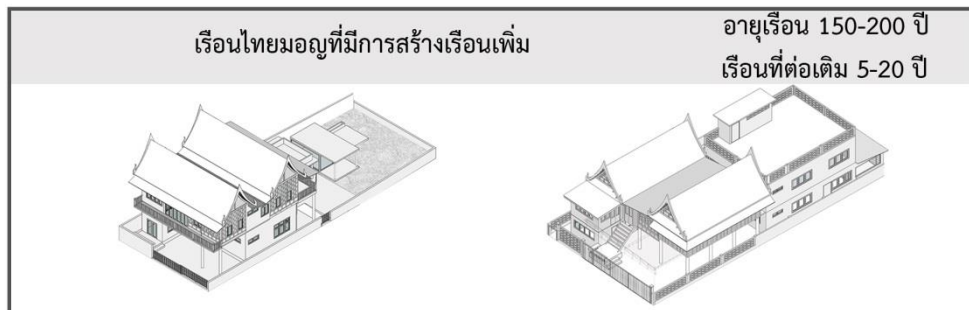 เรือนไทยมอญที่มีการสร้างเรือนเพิ่ม
อายุเรือน 150-200 ปี
เรือนที่ต่อเติม 5-20 ปี